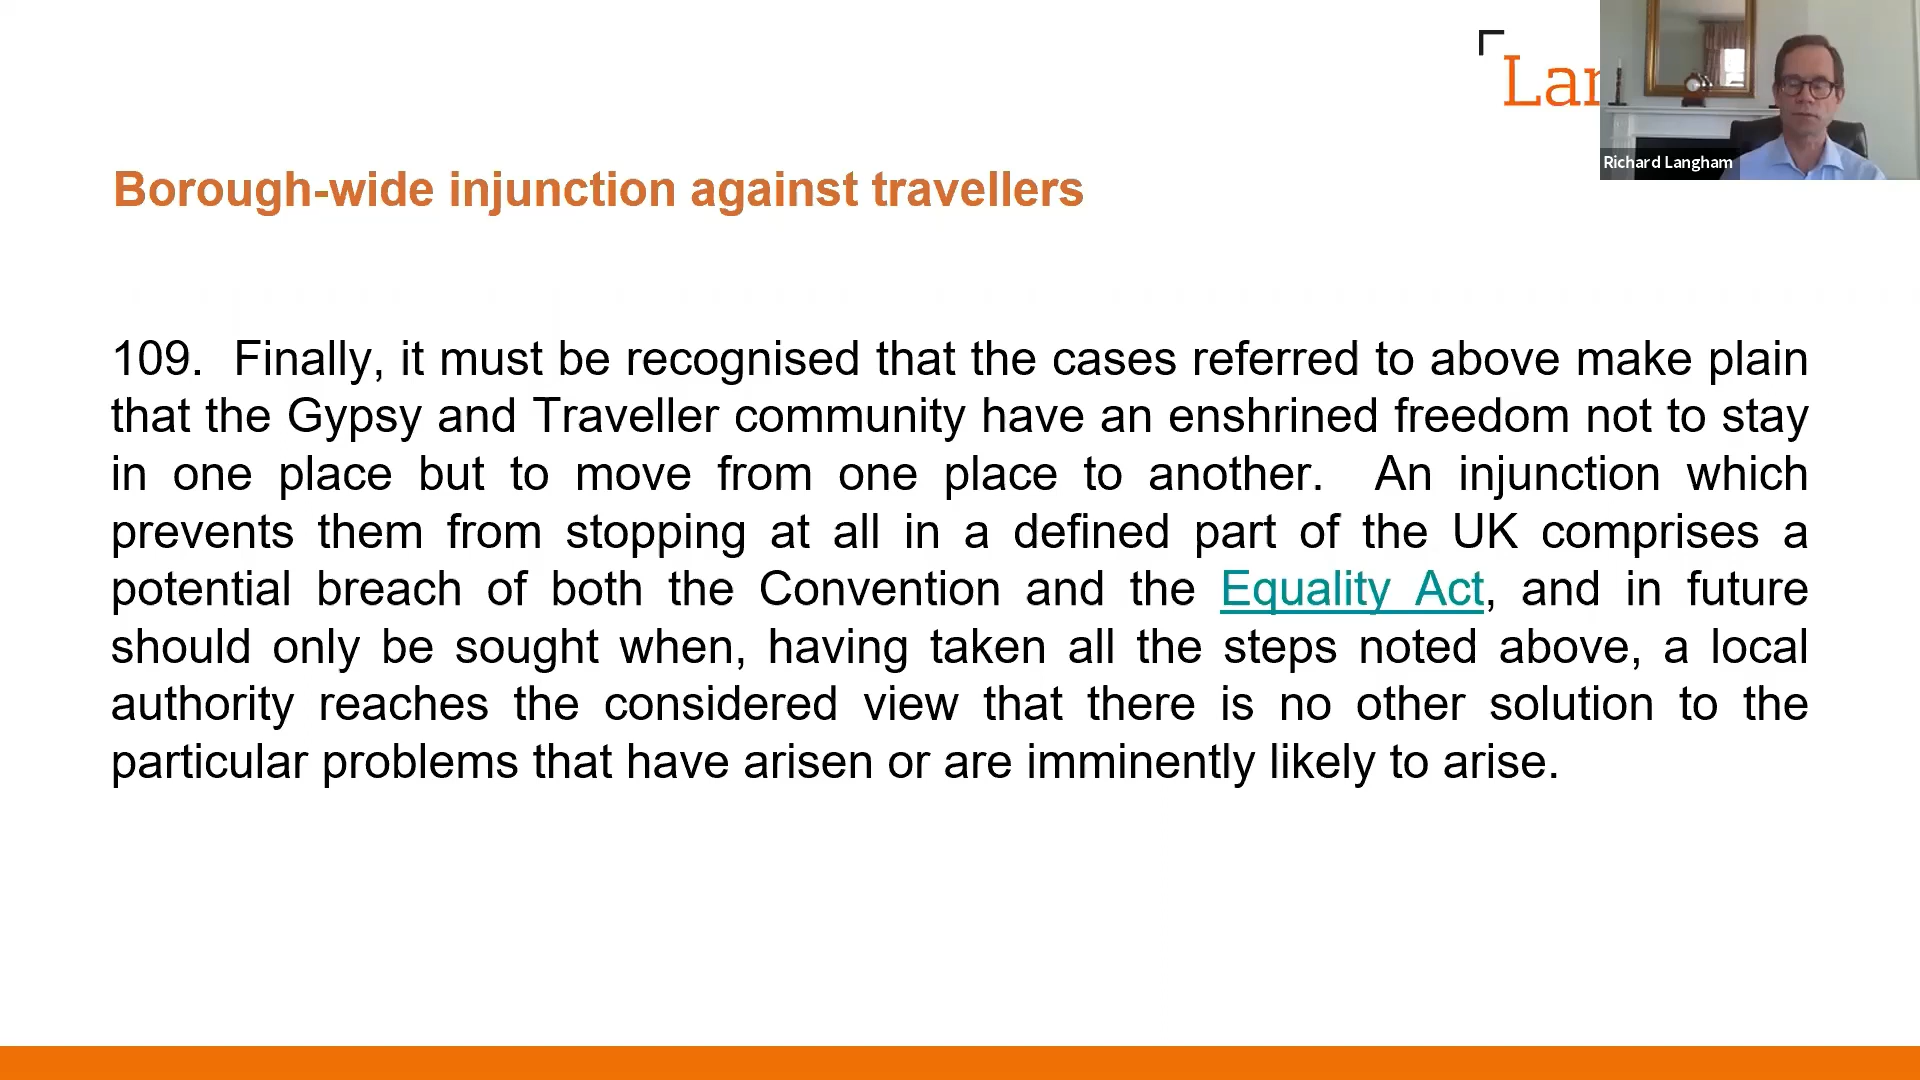 Lan
Richard Langham
Borough-wide injunction against travellers
109. Finally, it must be recognised that the cases referred to above make plain
that the Gypsy and Traveller community have an enshrined freedom not to stay
in one place but to move from one place to another. An injunction which
prevents them from stopping at all in a defined part of the UK comprises a
potential breach of both the Convention and the Equality Act, and in future
should only be sought when, having taken all the steps noted above, a local
authority reaches the considered view that there is no other solution to the
particular problems that have arisen or are imminently likely to arise.